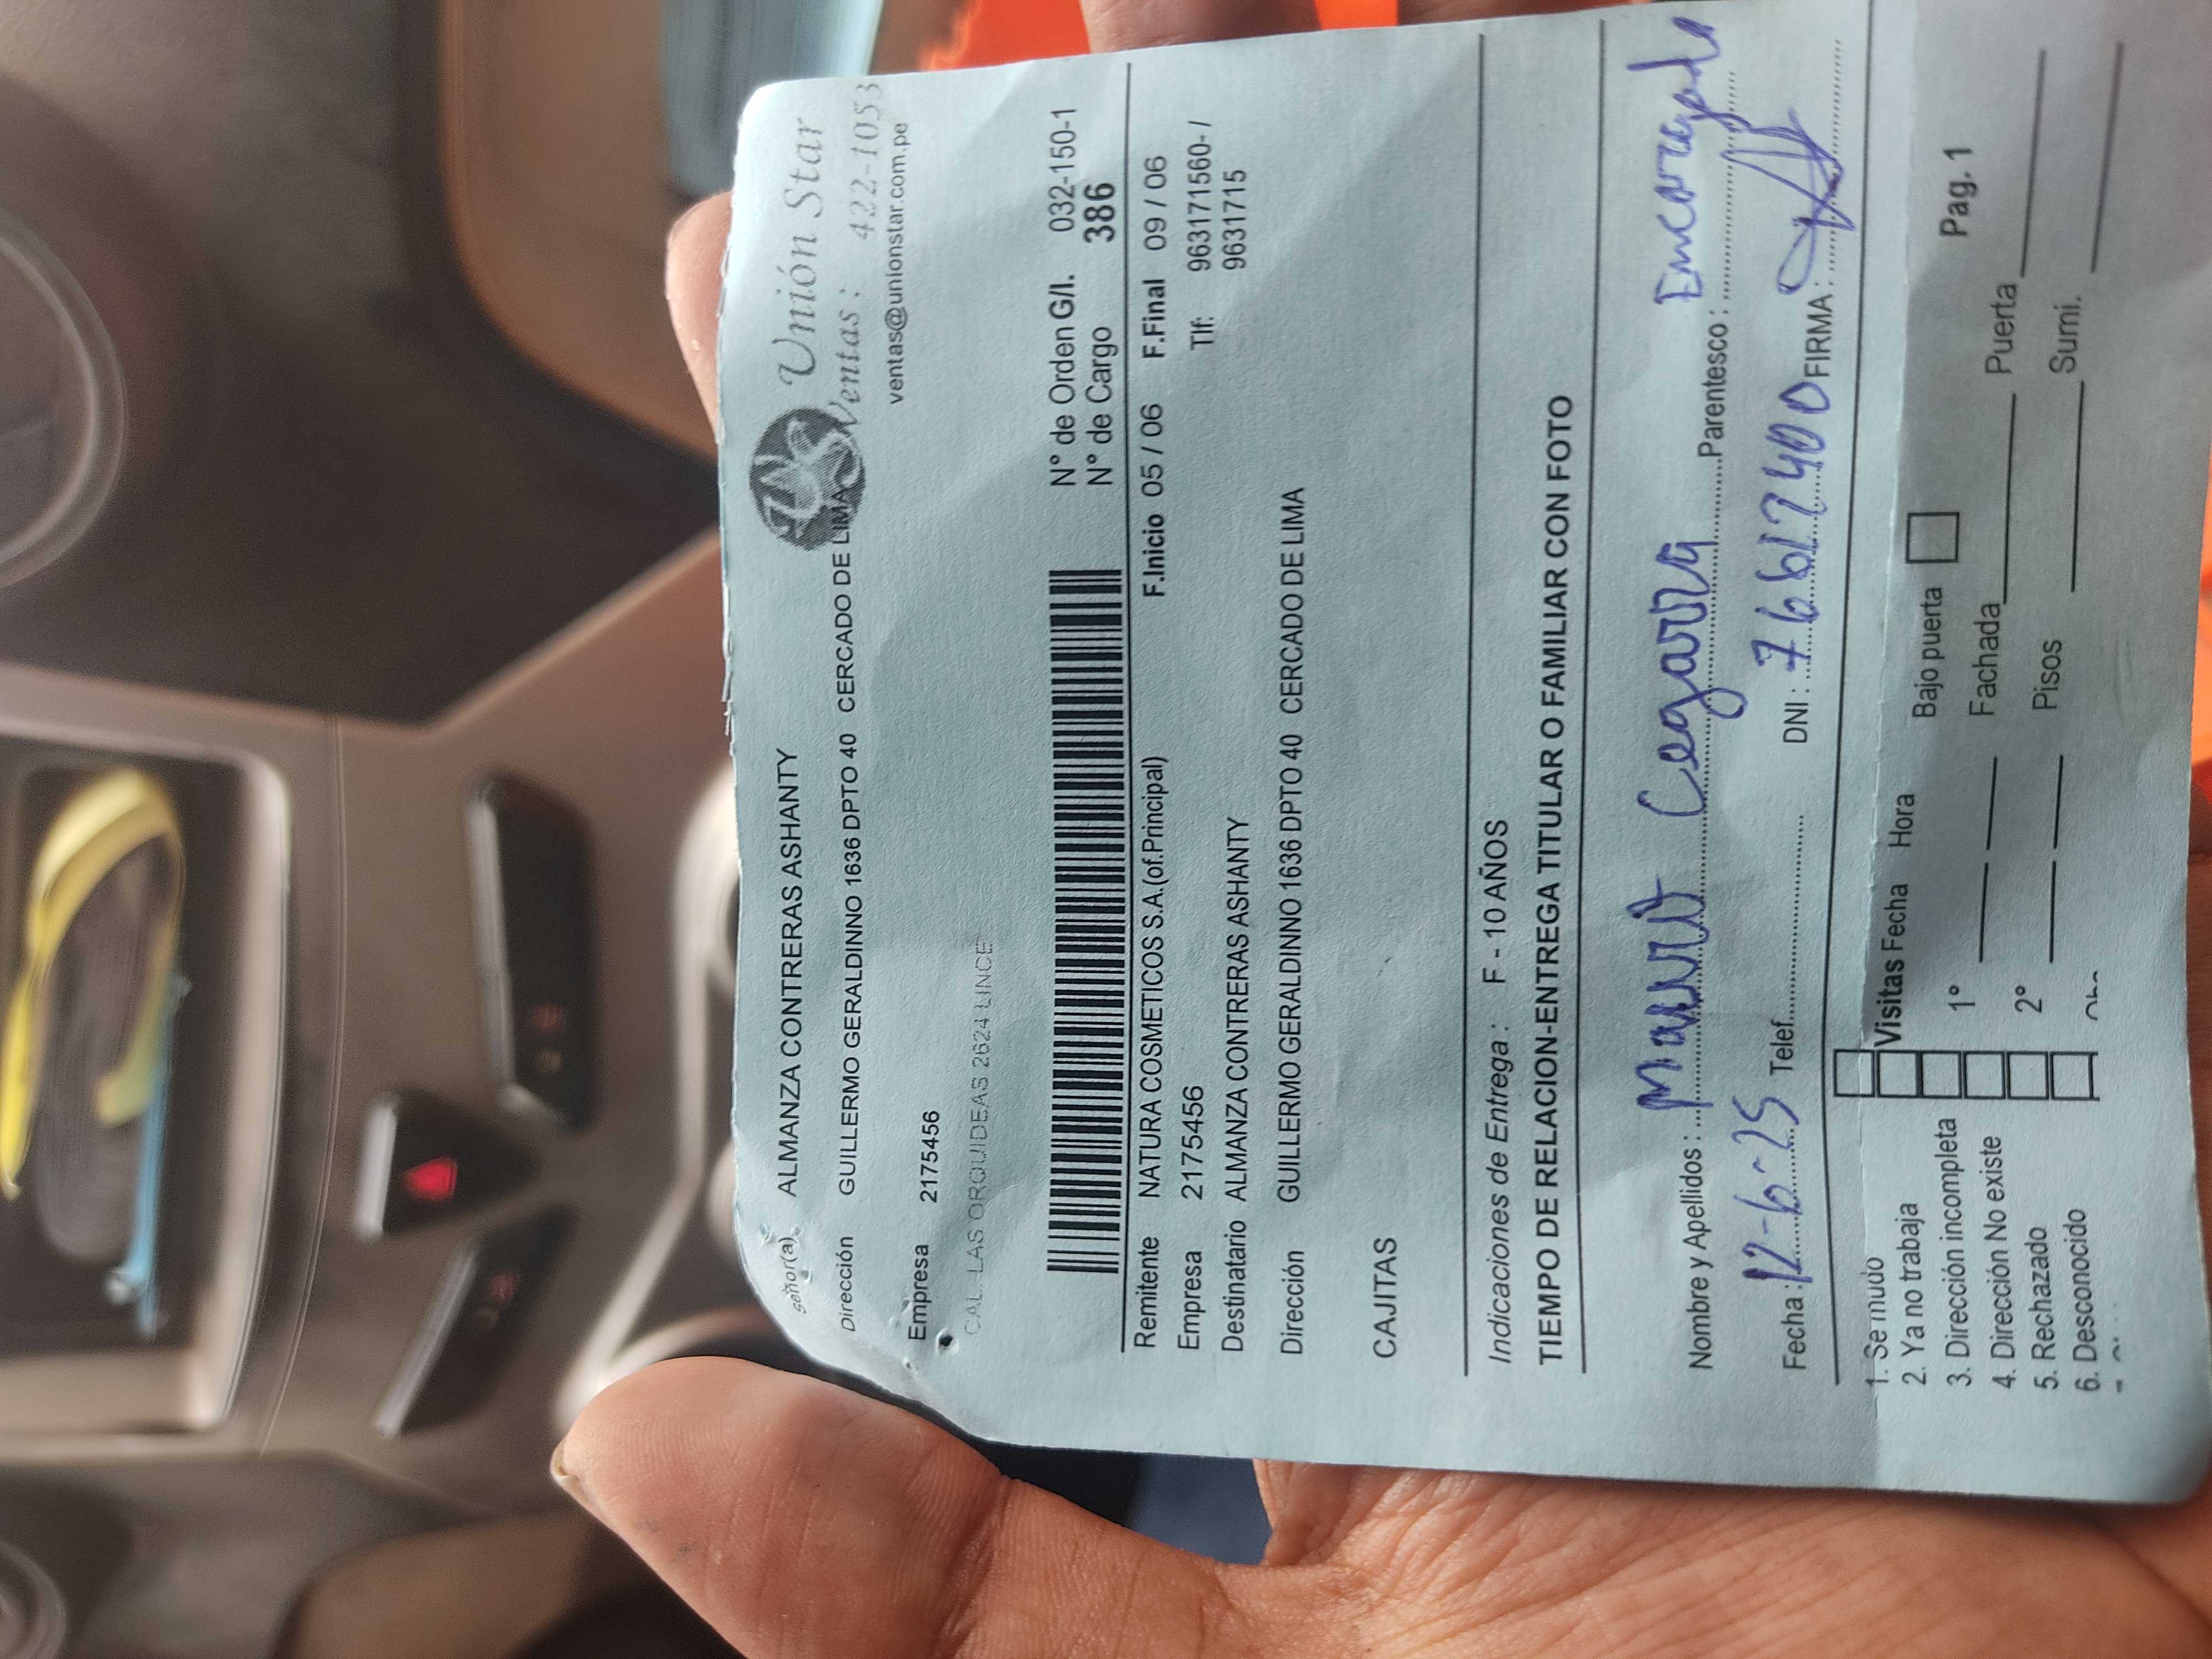 Unión Star
Ventas: 422-1053
ventas@unionstar.com.pe
señor(a). ALMANZA CONTRERAS ASHANTY
Dirección GUILLERMO GERALDINNO 1636 DPTO 40 CERCADO DE LIMA
Empresa 2175456
CAL. LAS ORQUIDEAS 2624 LINCE
N° de Orden G/I. 032-150-1
N° de Cargo 386
Remitente NATURA COSMETICOS S.A.(of.Principal) F.Inicio 05 / 06 F.Final 09 / 06
Empresa 2175456 Tlf: 963171560- /
Destinatario ALMANZA CONTRERAS ASHANTY 9631715
Dirección GUILLERMO GERALDINNO 1636 DPTO 40 CERCADO DE LIMA
CAJITAS
Indicaciones de Entrega : F - 10 AÑOS
TIEMPO DE RELACION-ENTREGA TITULAR O FAMILIAR CON FOTO
Nombre y Apellidos : Cegarra Parentesco : Encargado
Fecha : 12-6-25 Telef. DNI : 76617400 FIRMA :
1. Se mudo
2. Ya no trabaja Visitas Fecha Hora Bajo puerta Pag. 1
3. Dirección incompleta 1°
4. Dirección No existe Fachada Puerta
5. Rechazado 2° Pisos Sumi.
6. Desconocido